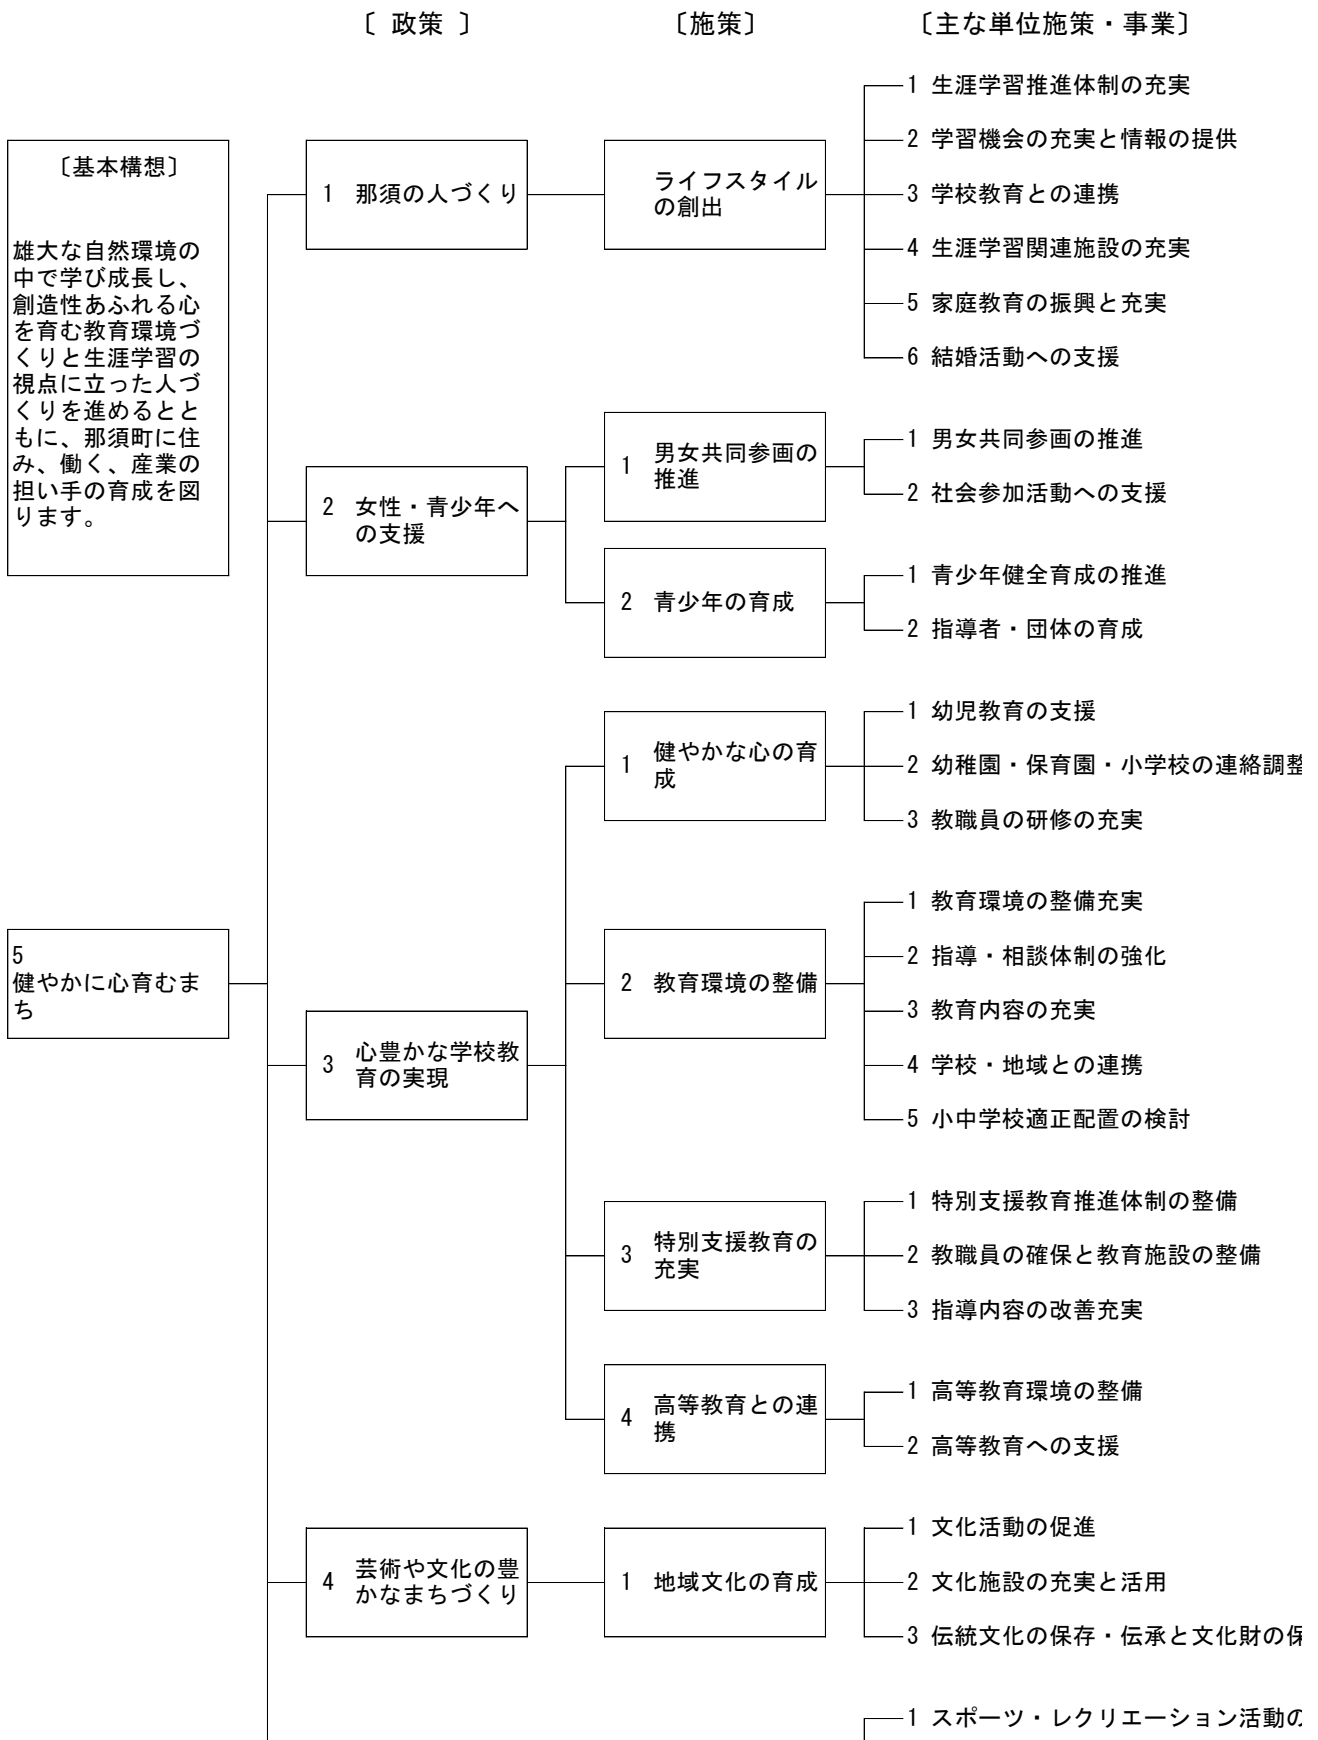 〔 政策 〕
〔施策〕
〔主な単位施策・事業〕
〔基本構想〕
雄大な自然環境の
中で学び成長し、
創造性あふれる心
を育む教育環境づ
くりと生涯学習の
視点に立った人づ
くりを進めるとと
もに、那須町に住
み、働く、産業の
担い手の育成を図
ります。
5
健やかに心育むま
ち
1 那須の人づくり
ライフスタイル
の創出
1 生涯学習推進体制の充実
2 学習機会の充実と情報の提供
3 学校教育との連携
4 生涯学習関連施設の充実
5 家庭教育の振興と充実
6 結婚活動への支援
2 女性・青少年へ
の支援
1 男女共同参画の
推進
1 男女共同参画の推進
2 社会参加活動への支援
2 青少年の育成
1 青少年健全育成の推進
2 指導者・団体の育成
3 心豊かな学校教
育の実現
1 健やかな心の育
成
1 幼児教育の支援
2 幼稚園・保育園・小学校の連絡調整
3 教職員の研修の充実
2 教育環境の整備
1 教育環境の整備充実
2 指導・相談体制の強化
3 教育内容の充実
4 学校・地域との連携
5 小中学校適正配置の検討
3 特別支援教育の
充実
1 特別支援教育推進体制の整備
2 教職員の確保と教育施設の整備
3 指導内容の改善充実
4 高等教育との連
携
1 高等教育環境の整備
2 高等教育への支援
4 芸術や文化の豊
かなまちづくり
1 地域文化の育成
1 文化活動の促進
2 文化施設の充実と活用
3 伝統文化の保存・伝承と文化財の保
1 スポーツ・レクリエーション活動の